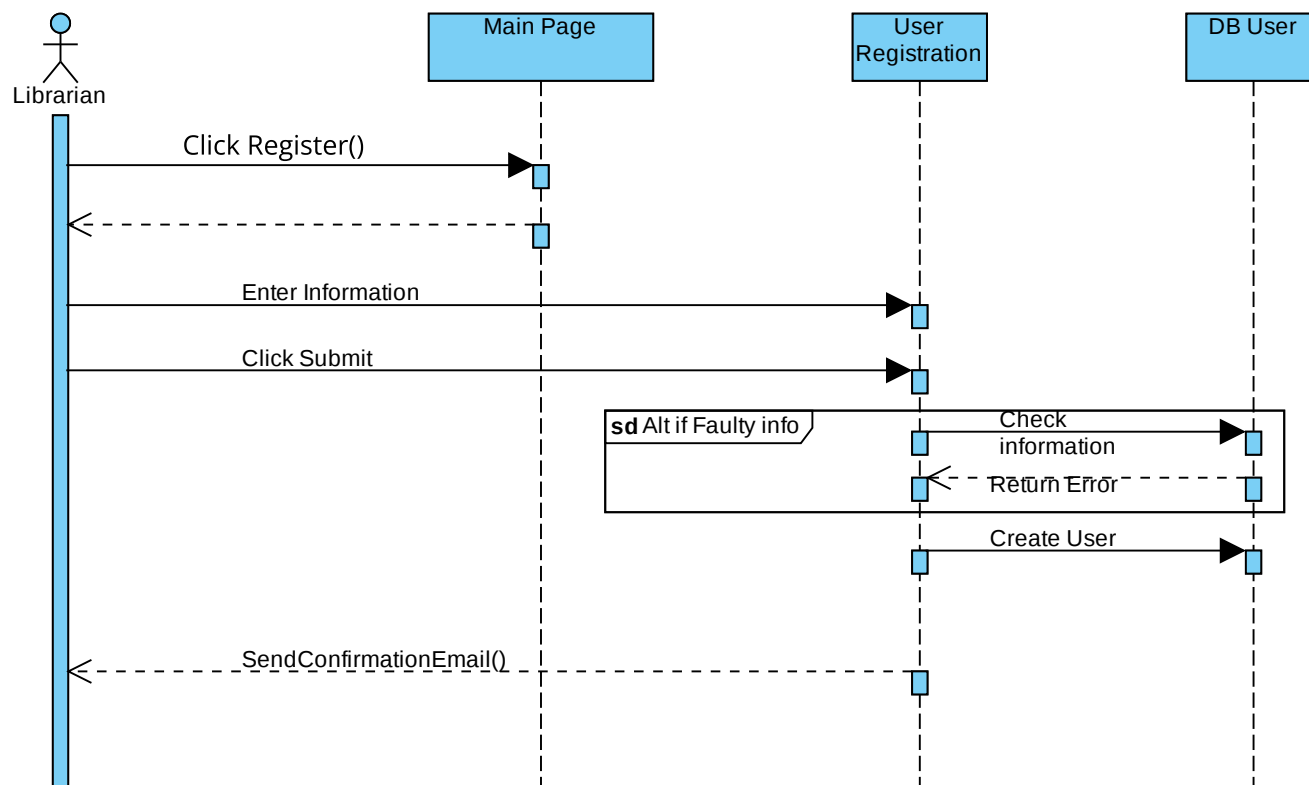 Main Page
User
Registration
DB User
Librarian
Click Register()
Enter Information
Click Submit
sd Alt if Faulty info
Check
information
Return Error
Create User
SendConfirmationEmail()